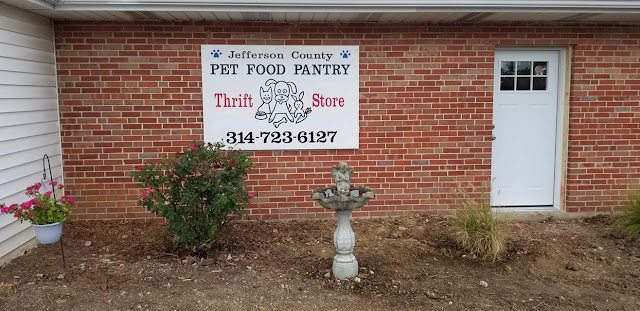 Jefferson County
PET FOOD PANTRY
Thrift Store
314-723-6127